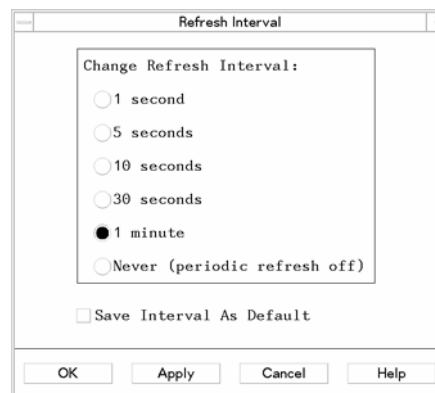 Refresh Interval
Change Refresh Interval:
1 second
5 seconds
10 seconds
30 seconds
1 minute
Never (periodic refresh off)
Save Interval As Default
OK Apply Cancel Help